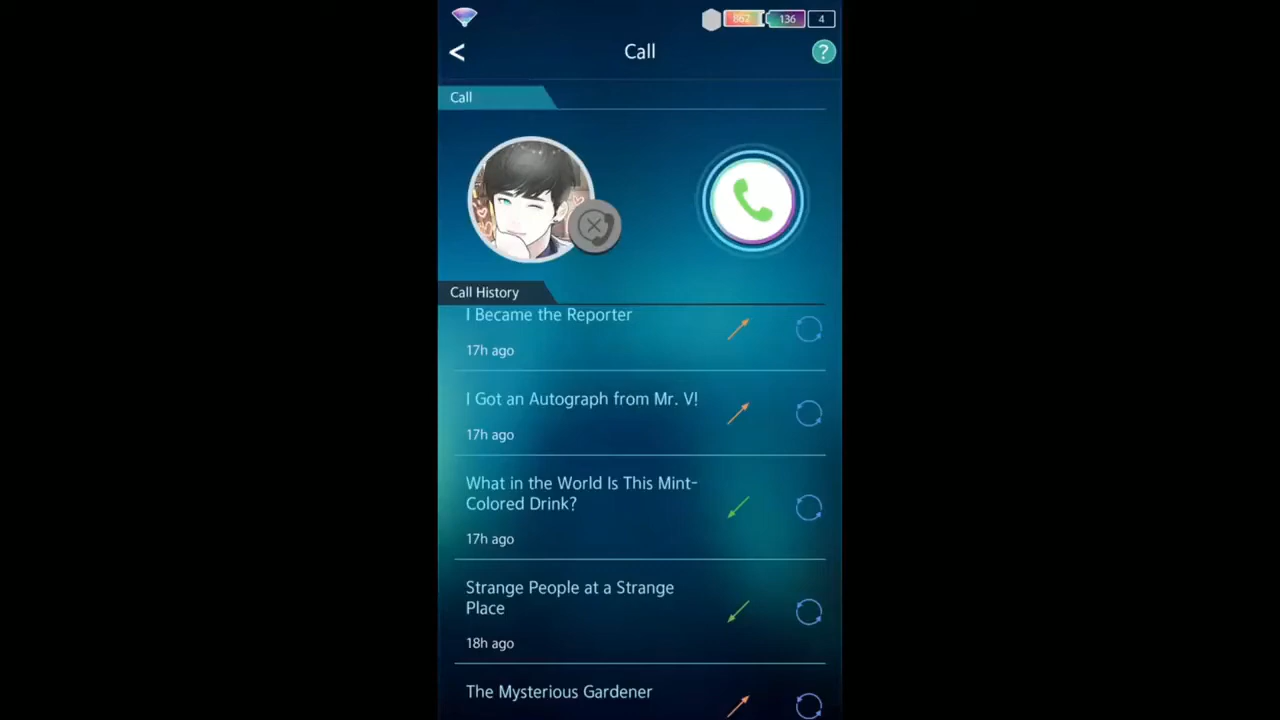 862 136 4
< Call ?
Call
Call History
I Became the Reporter
17h ago
I Got an Autograph from Mr. V!
17h ago
What in the World Is This Mint-
Colored Drink?
17h ago
Strange People at a Strange
Place
18h ago
The Mysterious Gardener